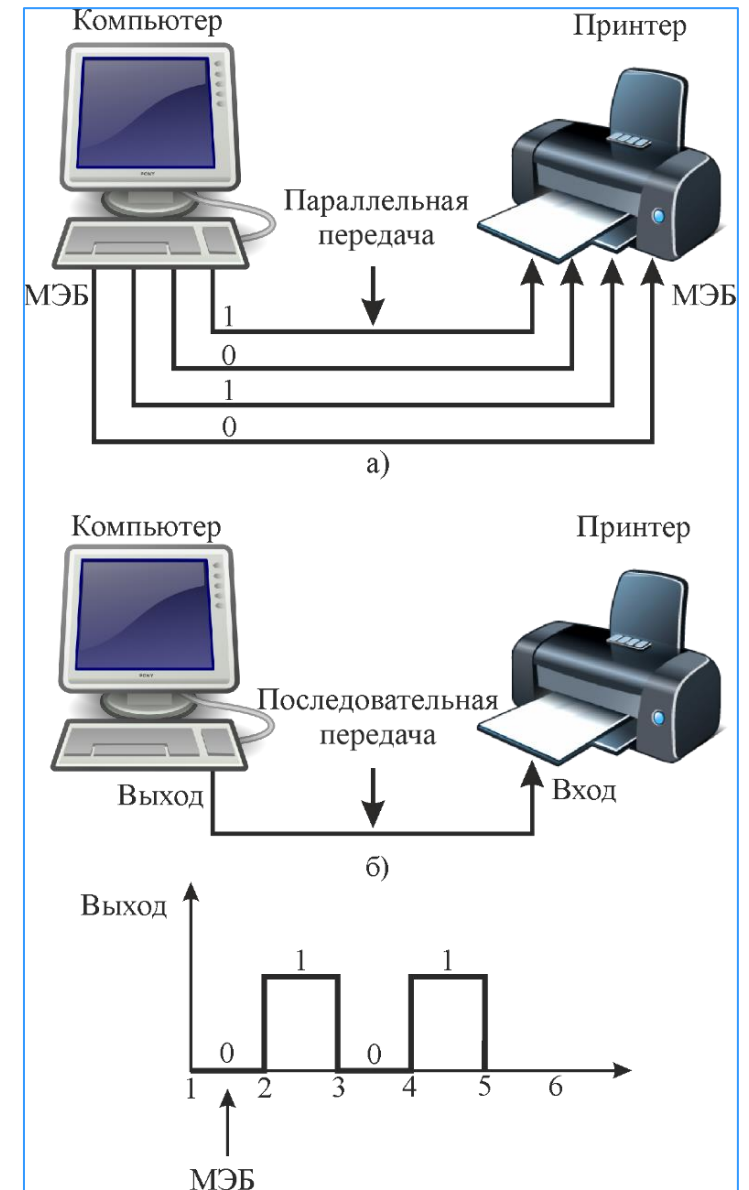 Компьютер
Принтер
Параллельная
передача
МЭБ
МЭБ
1
0
1
0
а)
Компьютер
Принтер
Последовательная
передача
Выход
Вход
б)
Выход
1
1
0
0
1 2 3 4 5 6
МЭБ